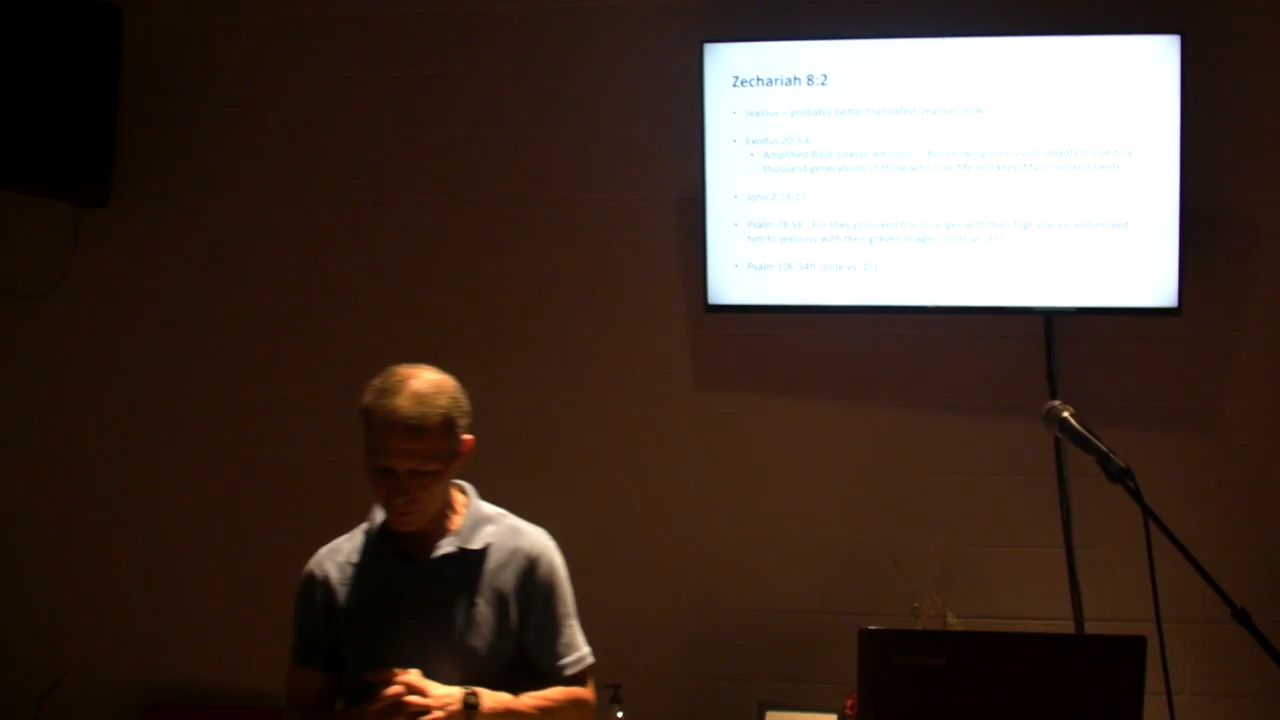 Zechariah 8:2
• Jealous – probably better translated zealous now
• Exodus 20:5-6
• Amplified Bible (classic edition) – "But showing mercy and steadfast love to a
thousand generations of those who love Me and keep My commandments."
• John 2:13-17
• Psalm 78:58 - For they provoked him to anger with their high places, and moved
him to jealousy with their graven images. (note vs. 41)
• Psalm 106:34ff (note vs. 15)